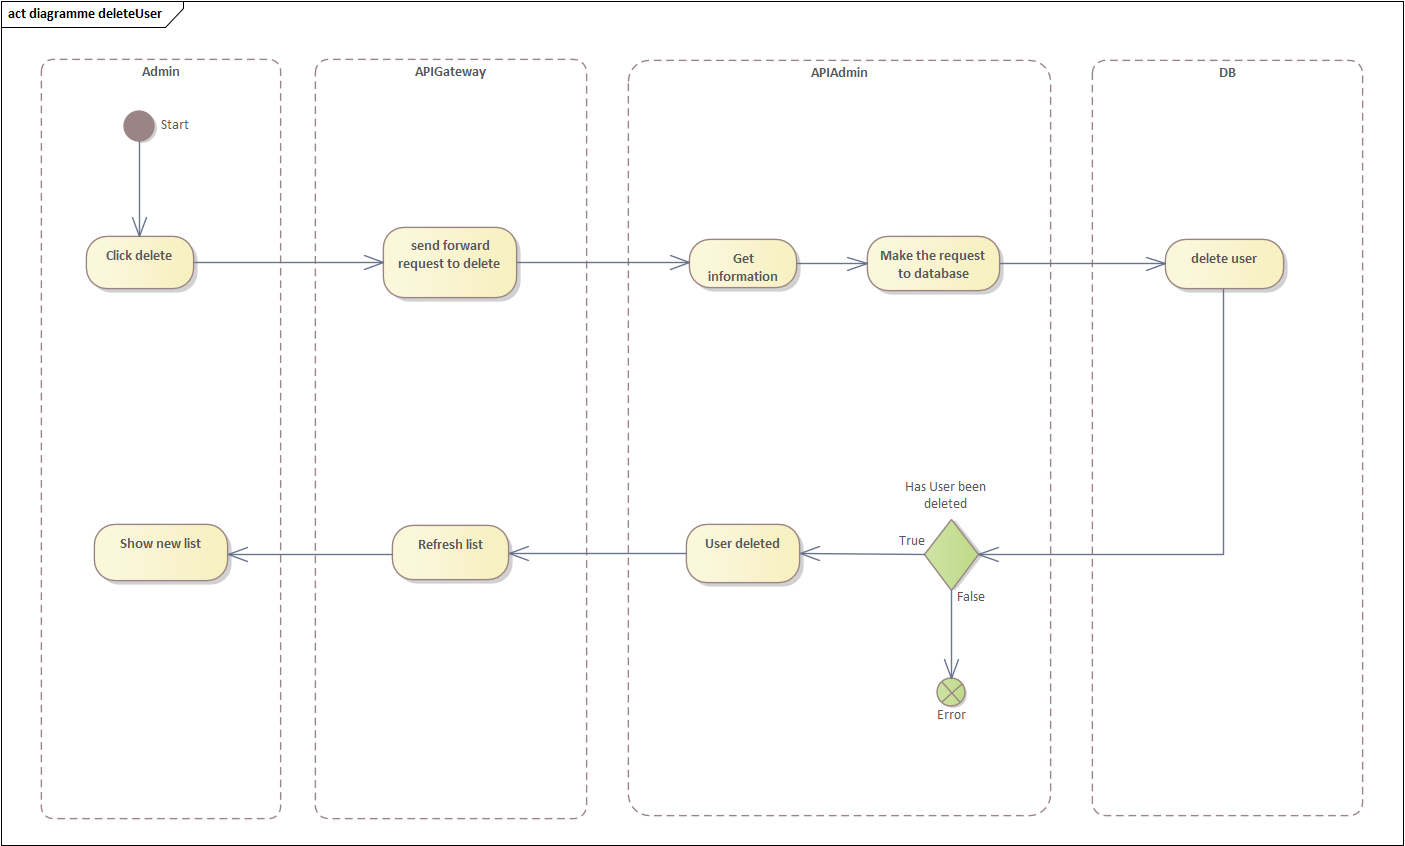 act diagramme deleteUser
Admin
APIGateway
APIAdmin
DB
Start
Click delete
send forward
request to delete
Get
information
Make the request
to database
delete user
Has User been
deleted
True
False
User deleted
Refresh list
Show new list
Error